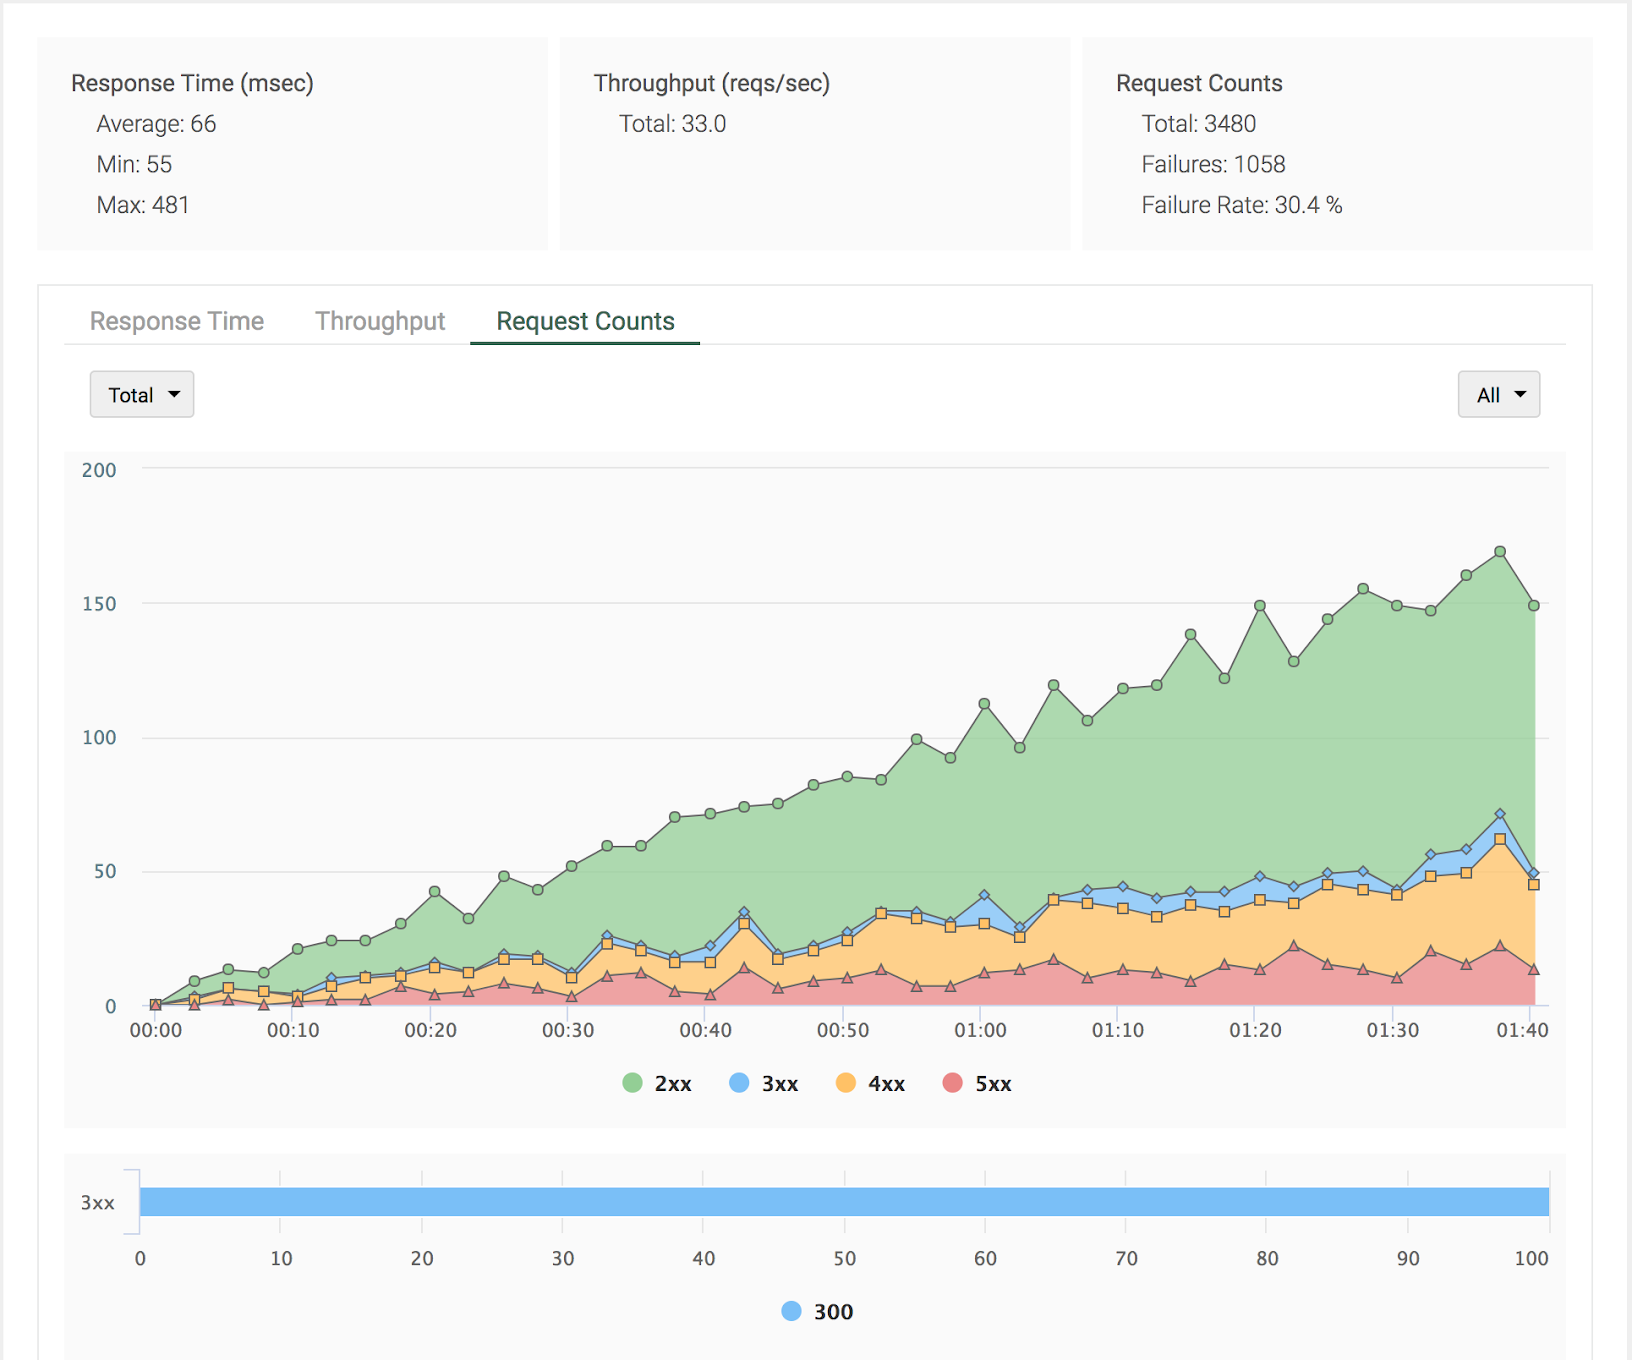 Response Time (msec)
Average: 66
Min: 55
Max: 481
Throughput (reqs/sec)
Total: 33.0
Request Counts
Total: 3480
Failures: 1058
Failure Rate: 30.4 %
Response Time Throughput Request Counts
Total All
200
150
100
50
0
00:00 00:10 00:20 00:30 00:40 00:50 01:00 01:10 01:20 01:30 01:40
2xx 3xx 4xx 5xx
3xx
0 10 20 30 40 50 60 70 80 90 100
300